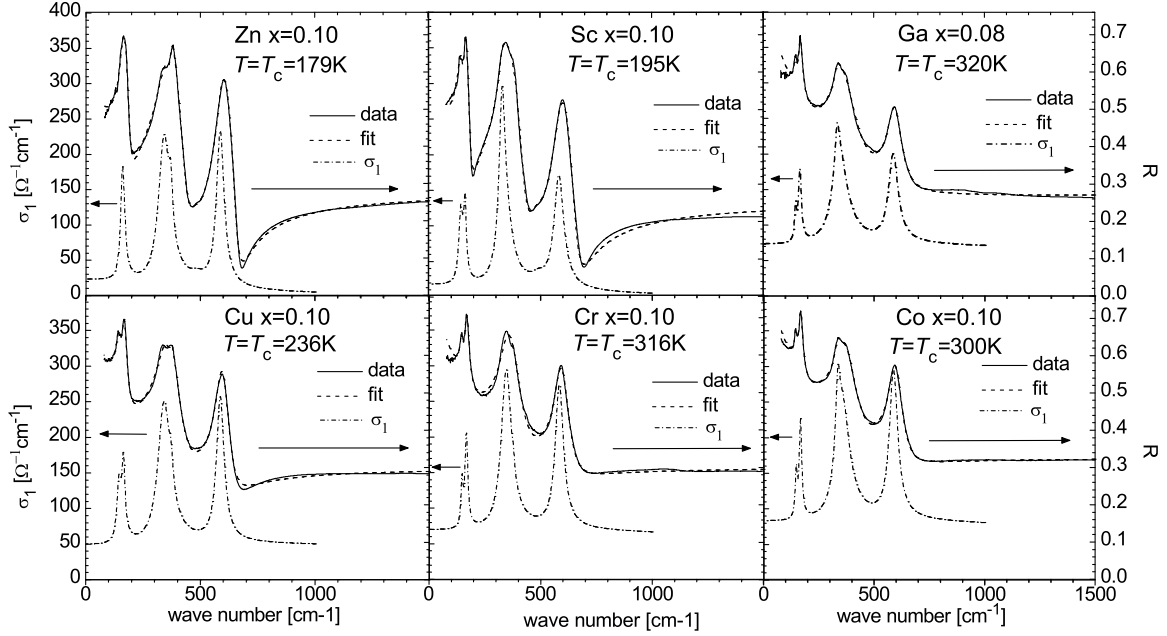 400
350
300
250
200
150
100
50
0
σ₁ [Ω⁻¹cm⁻¹]
Zn x=0.10
T=Tc=179K
data
fit
σ₁
Sc x=0.10
T=Tc=195K
data
fit
σ₁
Ga x=0.08
T=Tc=320K
data
fit
σ₁
0.7
0.6
0.5
0.4
0.3
0.2
0.1
0.0
R
350
300
250
200
150
100
50
0
σ₁ [Ω⁻¹cm⁻¹]
Cu x=0.10
T=Tc=236K
data
fit
σ₁
Cr x=0.10
T=Tc=316K
data
fit
σ₁
Co x=0.10
T=Tc=300K
data
fit
σ₁
0.7
0.6
0.5
0.4
0.3
0.2
0.1
0.0
R
0 500 1000 0 500 1000 0 500 1000 1500
wave number [cm-1] wave number [cm-1] wave number [cm⁻¹]